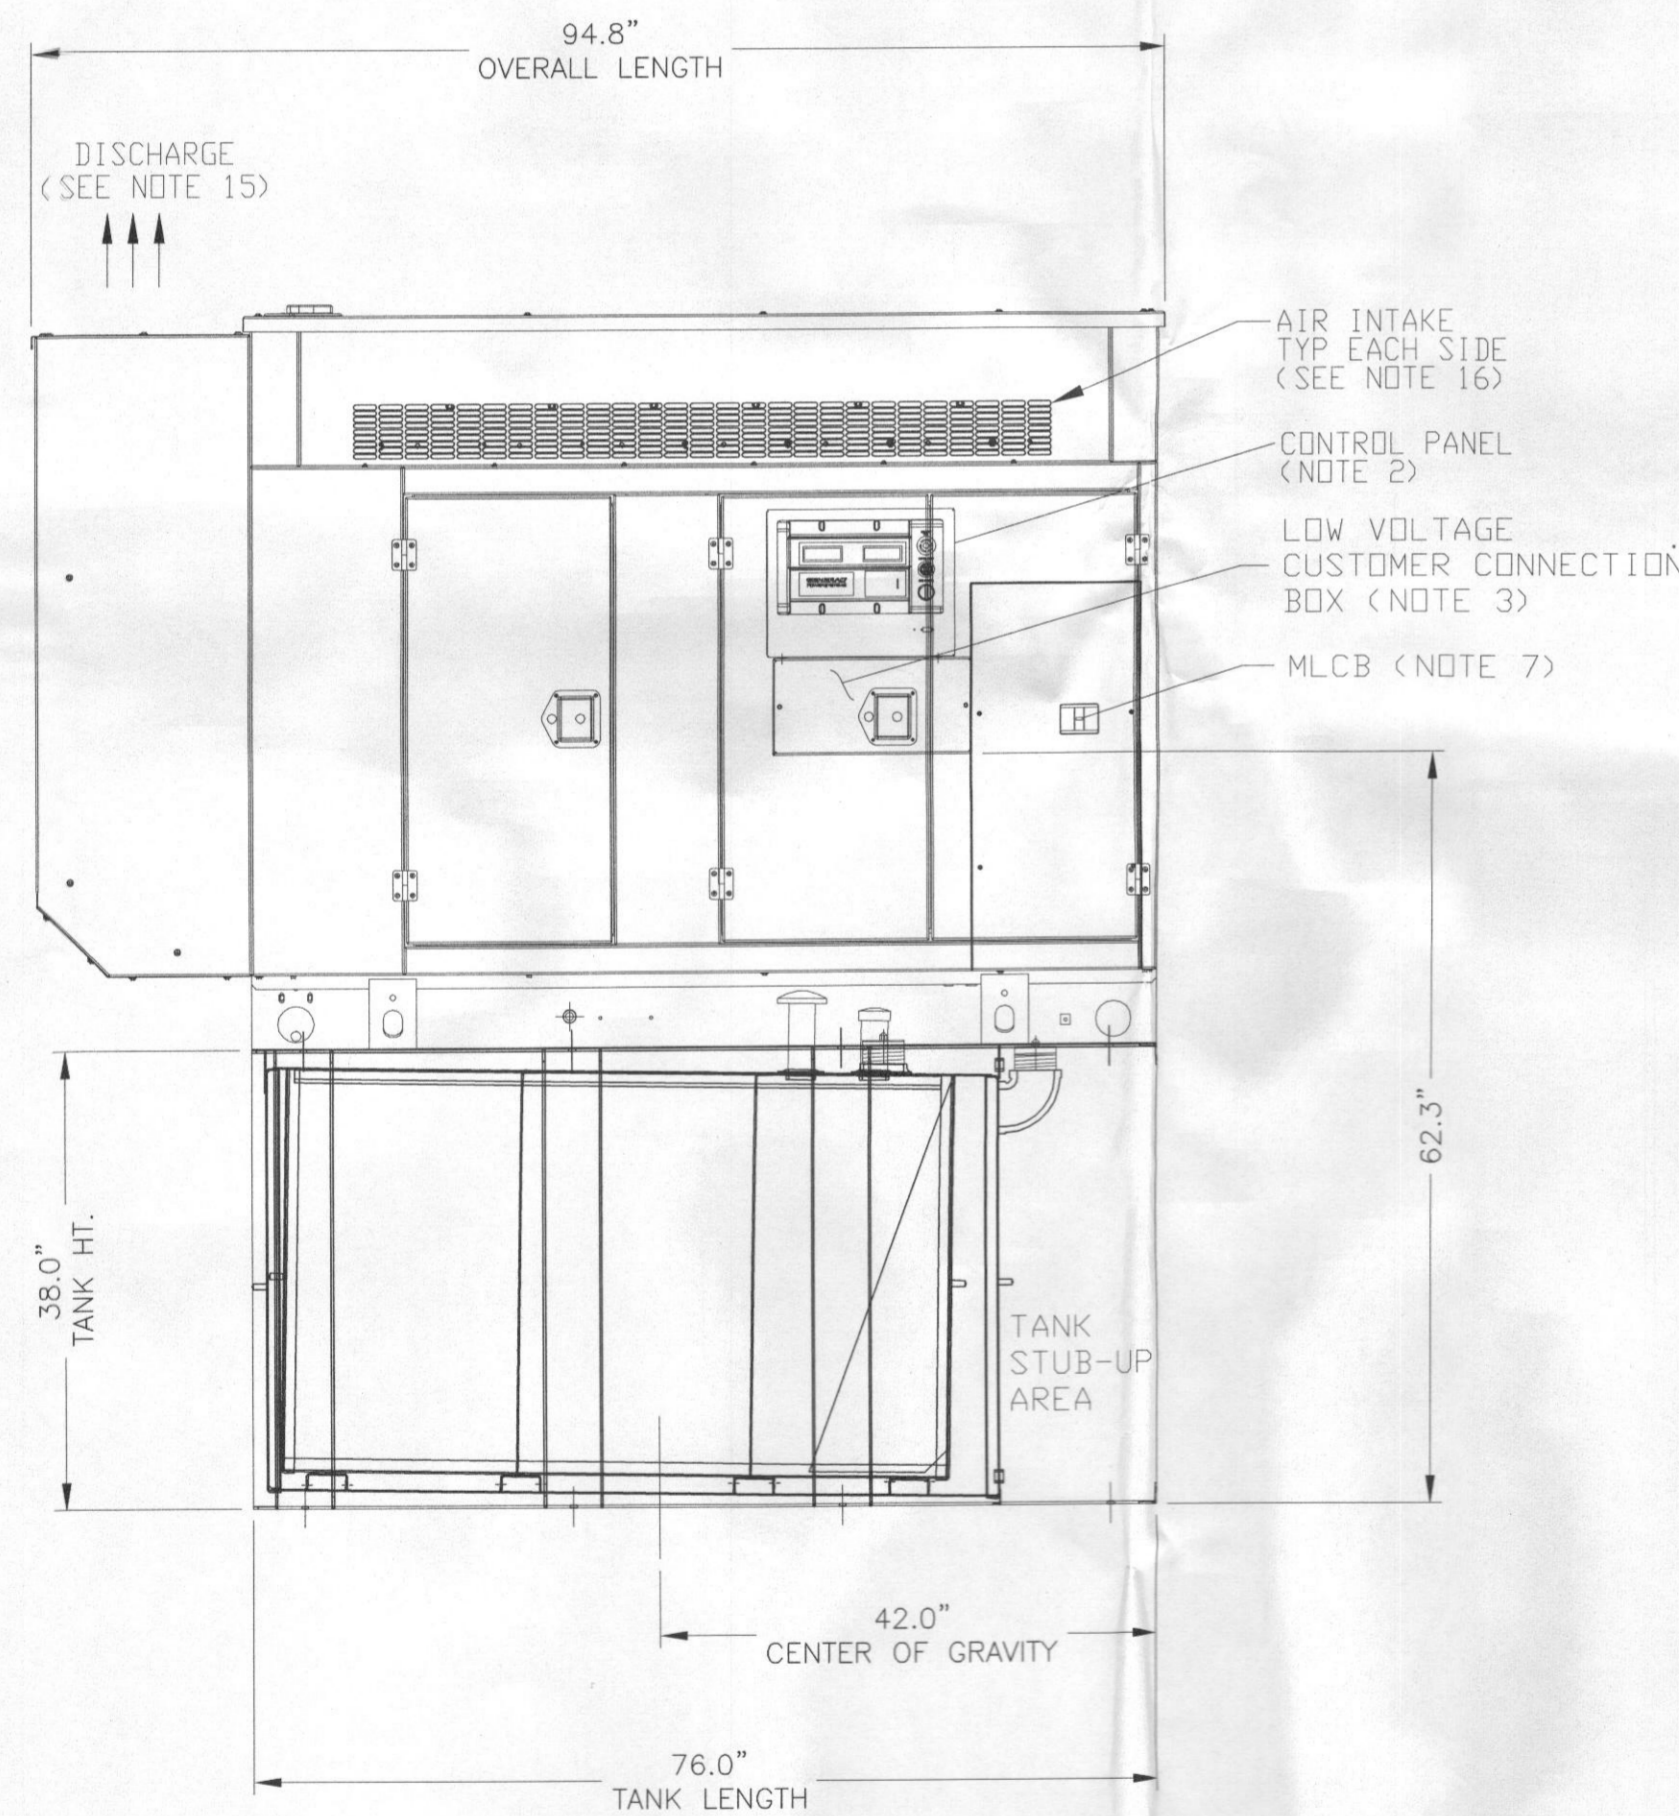 94.8"
OVERALL LENGTH
DISCHARGE
(SEE NOTE 15)
AIR INTAKE
TYP EACH SIDE
(SEE NOTE 16)
CONTROL PANEL
(NOTE 2)
LOW VOLTAGE
CUSTOMER CONNECTION
BOX (NOTE 3)
MLCB (NOTE 7)
62.3"
38.0"
TANK HT.
TANK
STUB-UP
AREA
42.0"
CENTER OF GRAVITY
76.0"
TANK LENGTH